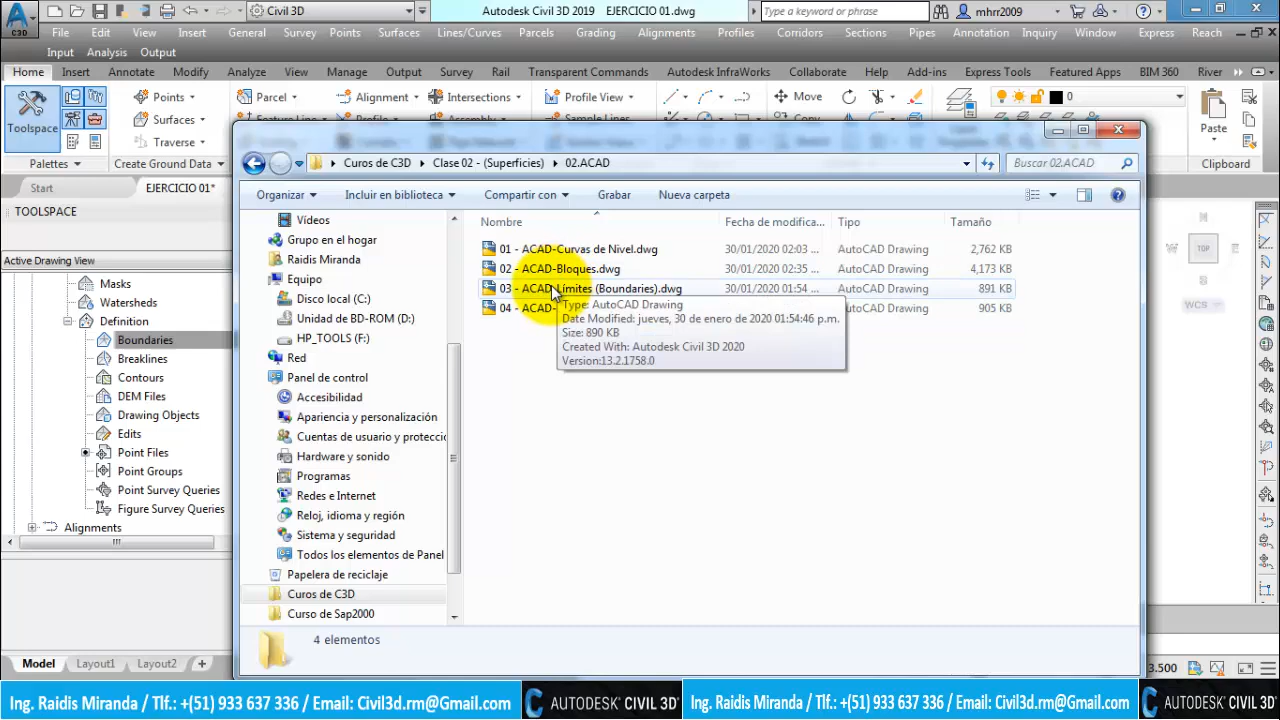 Civil 3D
Autodesk Civil 3D 2019 EJERCICIO 01.dwg
Type a keyword or phrase
mhrr2009
C3D
File Edit View Insert General Survey Points Surfaces Lines/Curves Parcels Grading Alignments Profiles Corridors Sections Pipes Annotation Inquiry Window Express Reach
Input Analysis Output
Home Insert Annotate Modify Analyze View Manage Output Survey Rail Transparent Commands Autodesk InfraWorks Collaborate Help Add-ins Express Tools Featured Apps BIM 360 River
Toolspace
Points Parcel Alignment Intersections Profile View Move 0
Surfaces
Traverse
Paste
Palettes Create Ground Data Clipboard
Start EJERCICIO 01*
TOOLSPACE
Active Drawing View
Masks
Watersheds
Definition
Boundaries
Breaklines
Contours
DEM Files
Drawing Objects
Edits
Point Files
Point Groups
Point Survey Queries
Figure Survey Queries
Alignments
Curos de C3D Clase 02 - (Superficies) 02.ACAD
Buscar 02.ACAD
Organizar Incluir en biblioteca Compartir con Grabar Nueva carpeta
Vídeos
Grupo en el hogar
Raidis Miranda
Equipo
Disco local (C:)
Unidad de BD-ROM (D:)
HP_TOOLS (F:)
Red
Panel de control
Accesibilidad
Apariencia y personalización
Cuentas de usuario y protecció
Hardware y sonido
Programas
Redes e Internet
Reloj, idioma y región
Sistema y seguridad
Todos los elementos de Panel
Papelera de reciclaje
Curos de C3D
Curso de Sap2000
Nombre Fecha de modifica... Tipo Tamaño
01 - ACAD-Curvas de Nivel.dwg 30/01/2020 02:03 ... AutoCAD Drawing 2,762 KB
02 - ACAD-Bloques.dwg 30/01/2020 02:35 ... AutoCAD Drawing 4,173 KB
03 - ACAD-Límites (Boundaries).dwg 30/01/2020 01:54 ... AutoCAD Drawing 891 KB
04 - ACAD- AutoCAD Drawing 905 KB
Type: AutoCAD Drawing
Date Modified: jueves, 30 de enero de 2020 01:54:46 p.m.
Size: 890 KB
Created With: Autodesk Civil 3D 2020
Version:13.2.1758.0
4 elementos
TOP
WCS
Model Layout1 Layout2 +
3.500
Ing. Raidis Miranda / Tlf.: +(51) 933 637 336 / Email: Civil3d.rm@Gmail.com AUTODESK® CIVIL 3D Ing. Raidis Miranda / Tlf.: +(51) 933 637 336 / Email: Civil3d.rm@Gmail.com AUTODESK® CIVIL 3D